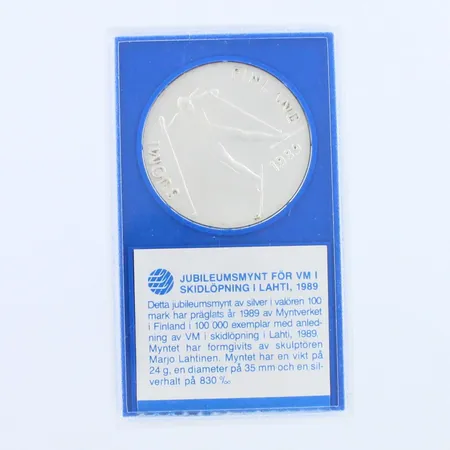 SUOMI
FINLAND
1989
JUBILEUMSMYNT FÖR VM I
SKIDLÖPNING I LAHTI, 1989
Detta jubileumsmynt av silver i valören 100
mark har präglats år 1989 av Myntverket
i Finland i 100 000 exemplar med anled-
ning av VM i skidlöpning i Lahti, 1989.
Myntet har formgivits av skulptören
Marjo Lahtinen. Myntet har en vikt på
24 g, en diameter på 35 mm och en sil-
verhalt på 830 ‰